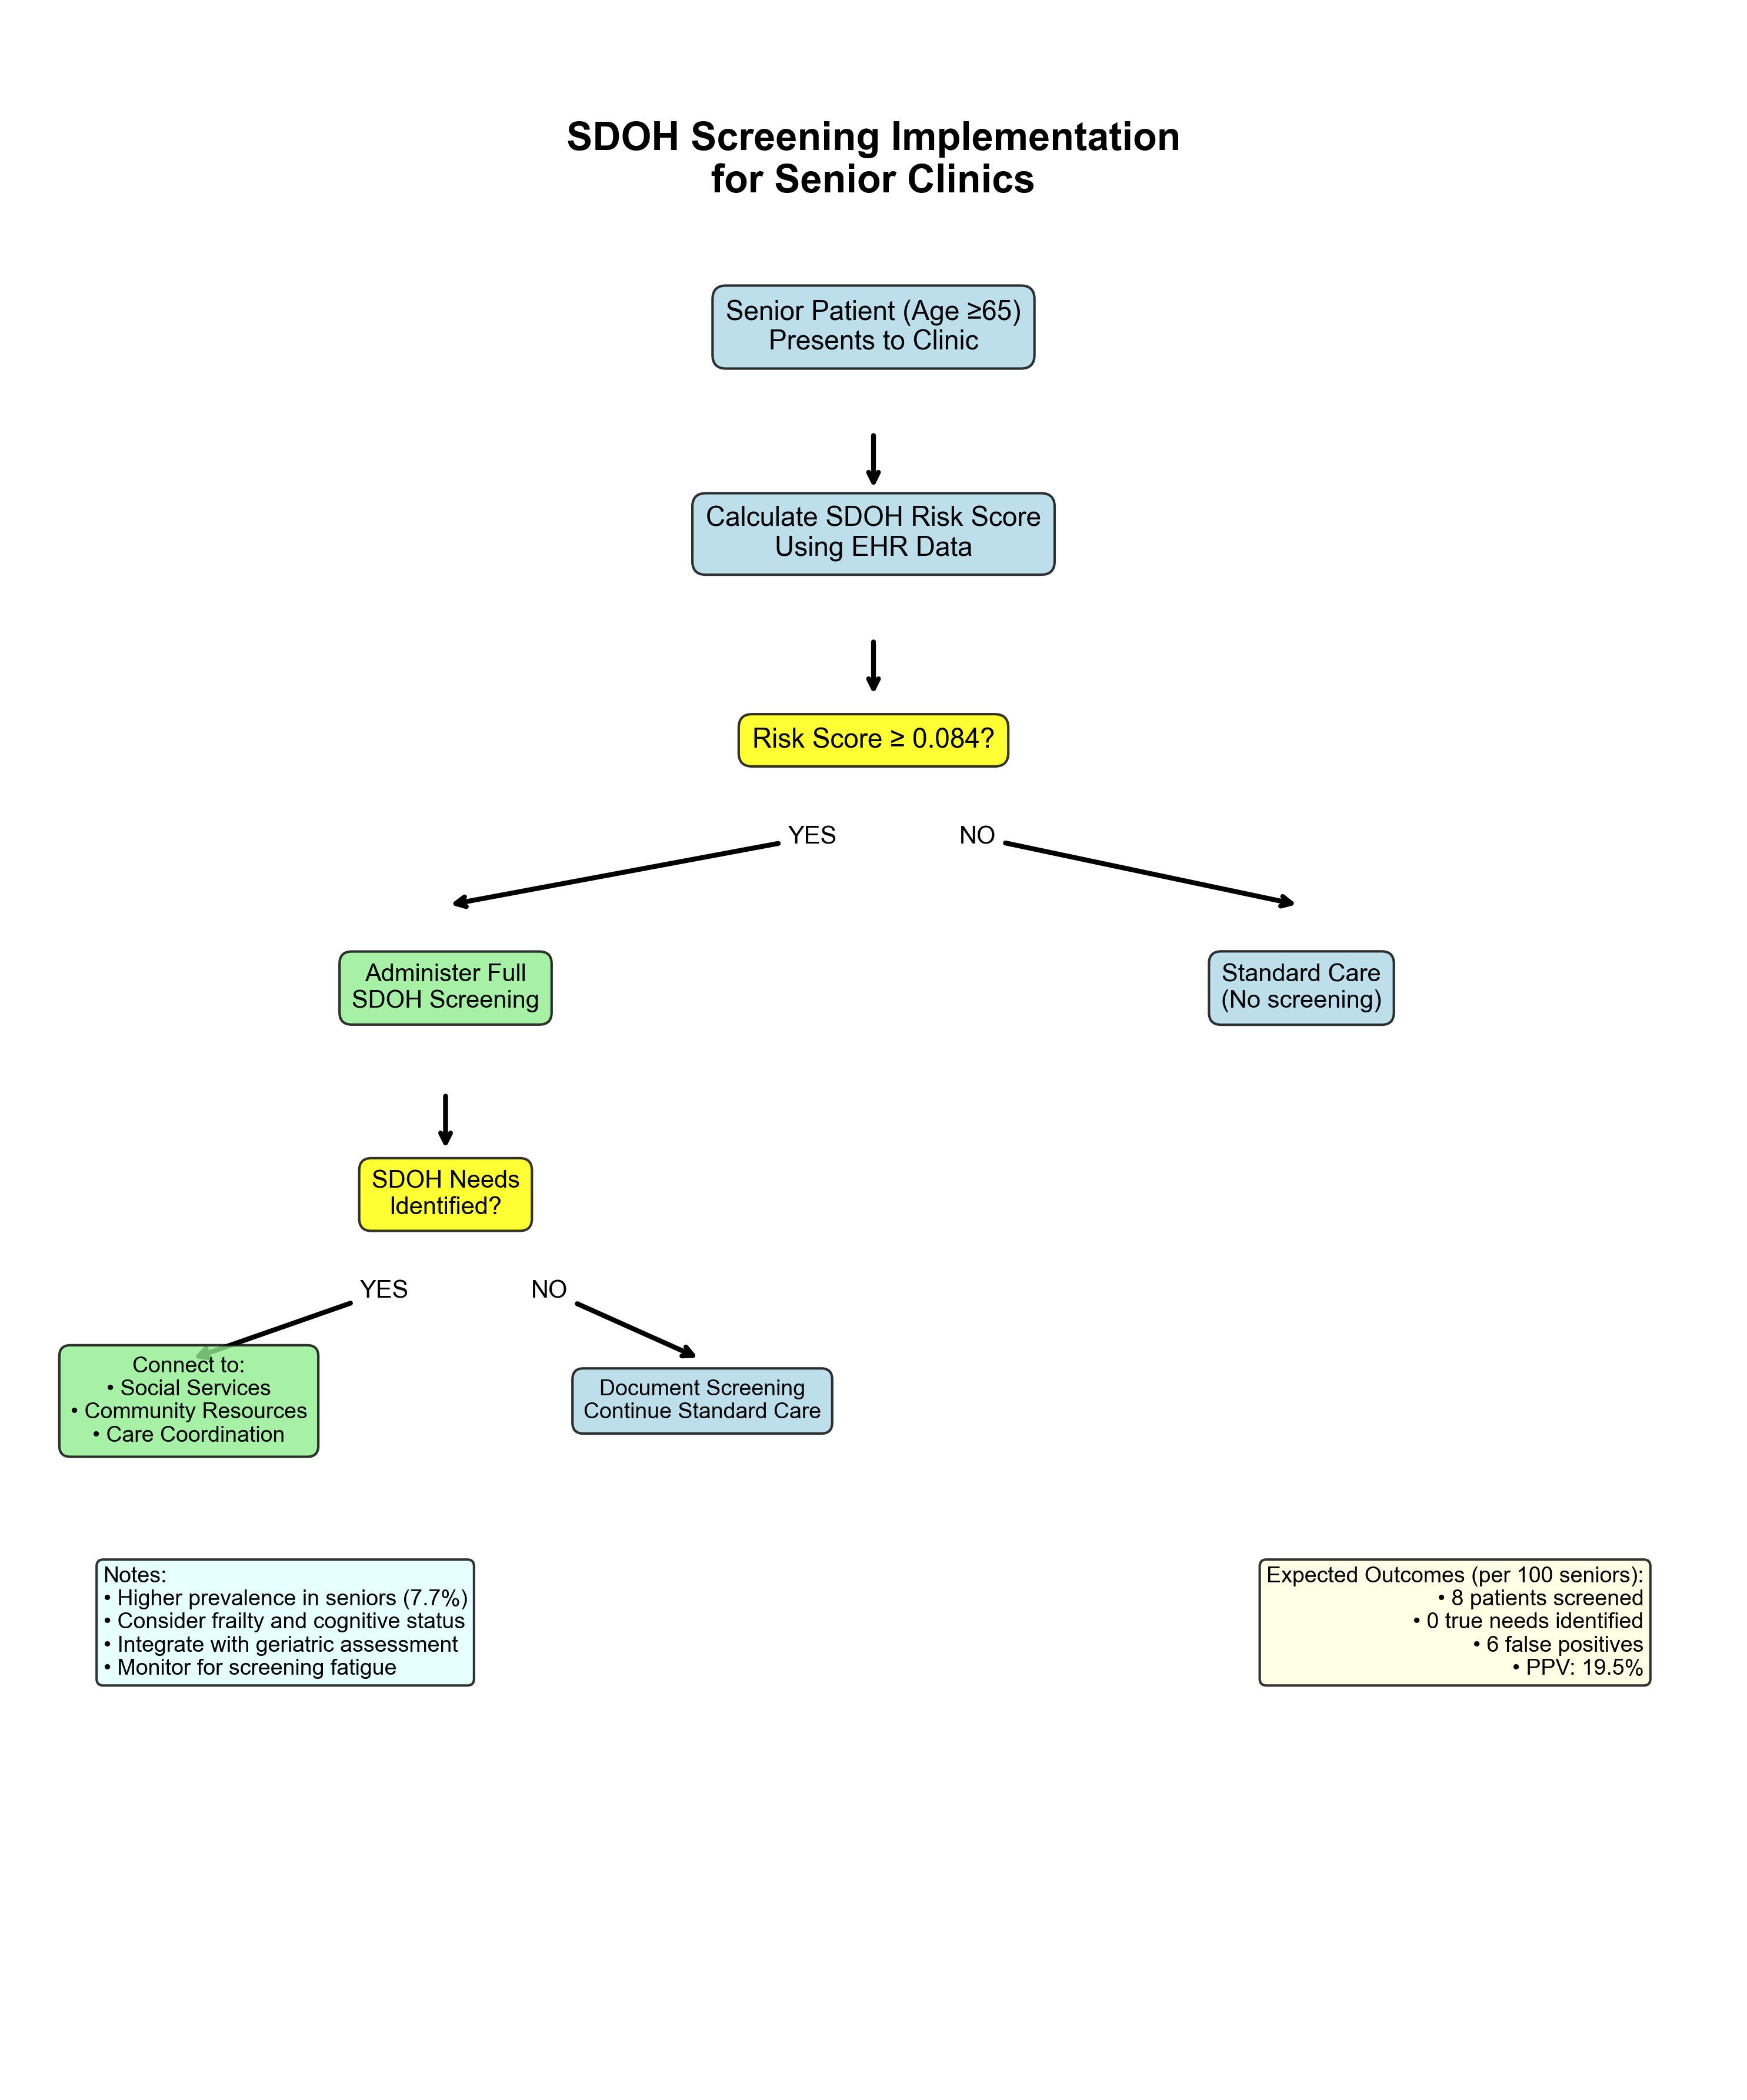 SDOH Screening Implementation
for Senior Clinics
Senior Patient (Age ≥65)
Presents to Clinic
Calculate SDOH Risk Score
Using EHR Data
Risk Score ≥ 0.084?
YES
NO
Administer Full
SDOH Screening
Standard Care
(No screening)
SDOH Needs
Identified?
YES
NO
Connect to:
• Social Services
• Community Resources
• Care Coordination
Document Screening
Continue Standard Care
Notes:
• Higher prevalence in seniors (7.7%)
• Consider frailty and cognitive status
• Integrate with geriatric assessment
• Monitor for screening fatigue
Expected Outcomes (per 100 seniors):
• 8 patients screened
• 0 true needs identified
• 6 false positives
• PPV: 19.5%